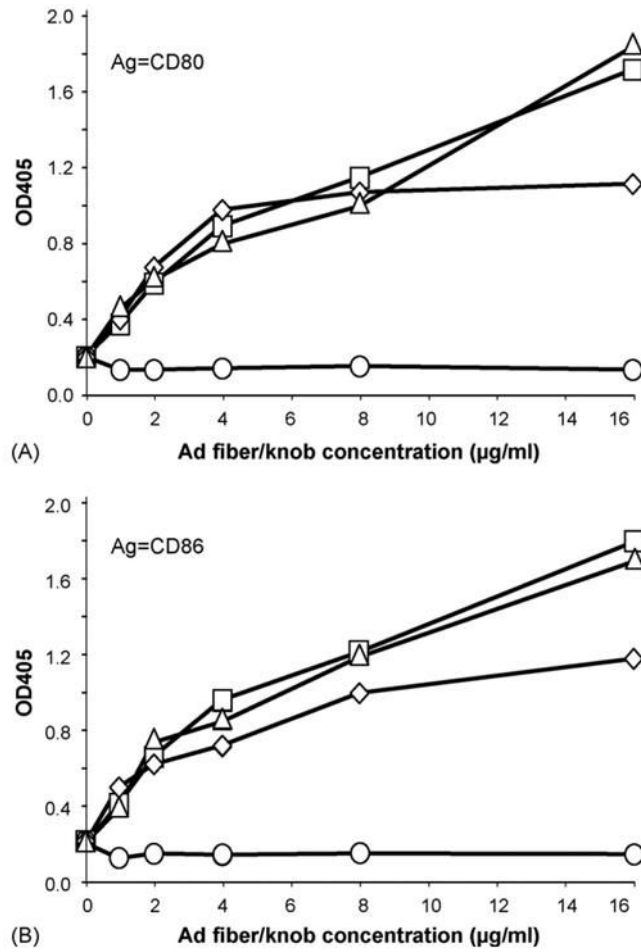 2.0
Ag=CD80
1.6
1.2
OD405
0.8
0.4
0.0
0 2 4 6 8 10 12 14 16
(A) Ad fiber/knob concentration (µg/ml)
2.0
Ag=CD86
1.6
1.2
OD405
0.8
0.4
0.0
0 2 4 6 8 10 12 14 16
(B) Ad fiber/knob concentration (µg/ml)